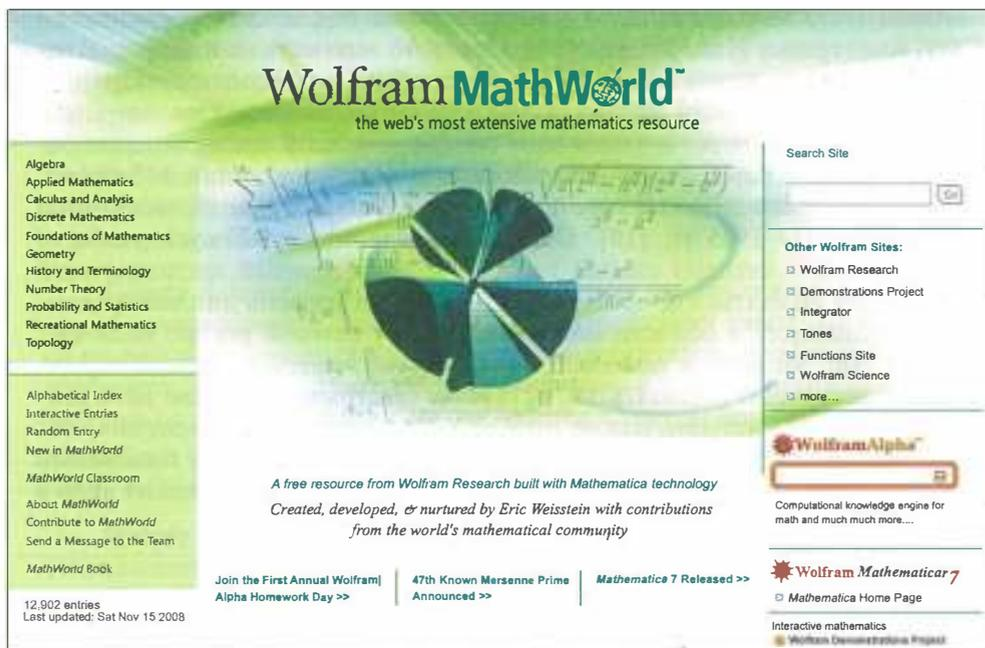 Wolfram MathWorld™
the web's most extensive mathematics resource
Algebra
Applied Mathematics
Calculus and Analysis
Discrete Mathematics
Foundations of Mathematics
Geometry
History and Terminology
Number Theory
Probability and Statistics
Recreational Mathematics
Topology
Alphabetical Index
Interactive Entries
Random Entry
New in MathWorld
MathWorld Classroom
About MathWorld
Contribute to MathWorld
Send a Message to the Team
MathWorld Book
12,902 entries
Last updated: Sat Nov 15 2008
A free resource from Wolfram Research built with Mathematica technology
Created, developed, & nurtured by Eric Weisstein with contributions
from the world's mathematical community
Join the First Annual Wolfram|
Alpha Homework Day >>
47th Known Mersenne Prime
Announced >>
Mathematica 7 Released >>
Search Site
Go
Other Wolfram Sites:
Wolfram Research
Demonstrations Project
Integrator
Tones
Functions Site
Wolfram Science
more…
WolframAlpha™
Computational knowledge engine for
math and much much more....
Wolfram Mathematicar 7
Mathematica Home Page
Interactive mathematics
Wolfram Demonstrations Project